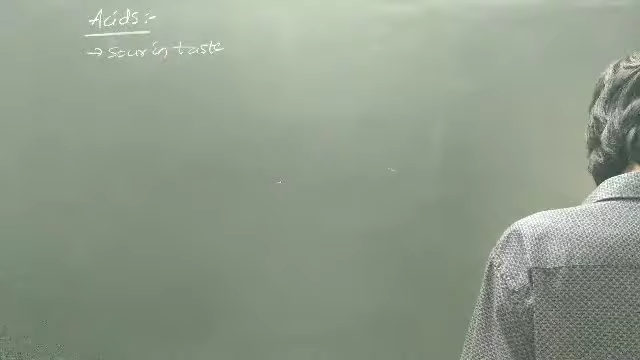 Acids:-
→ Sour in taste